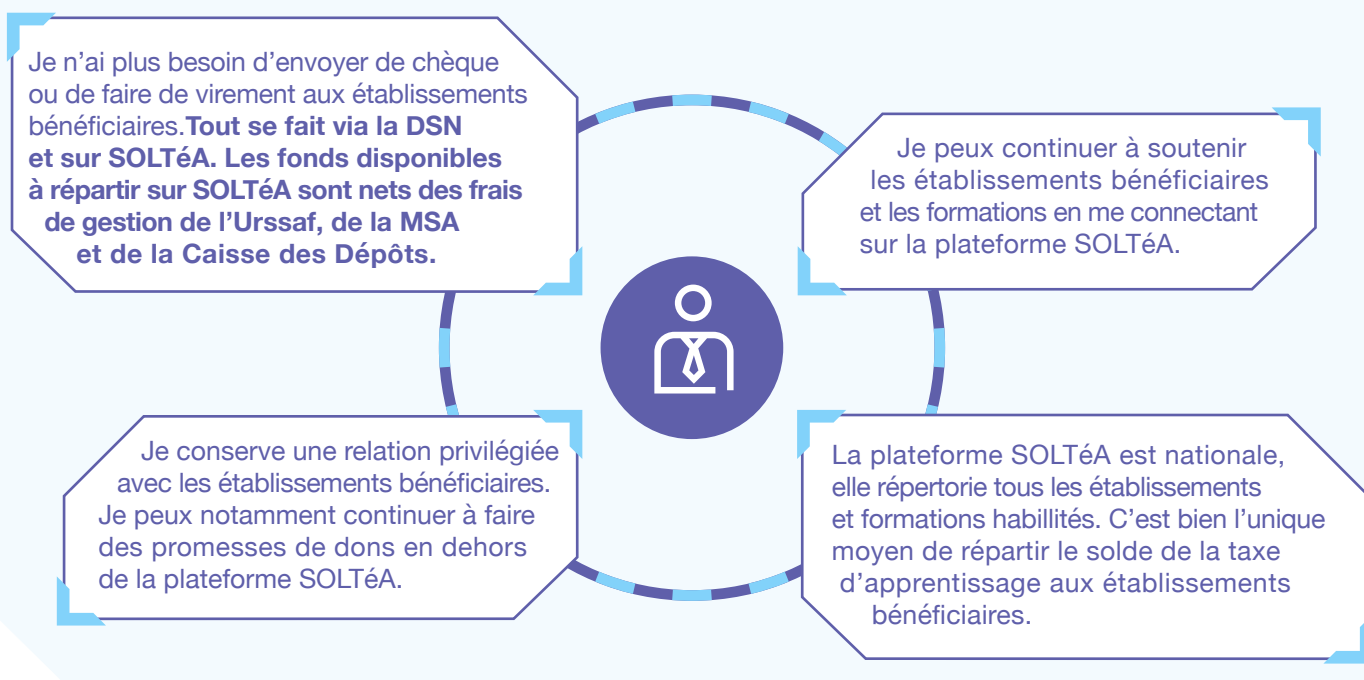 Je n’ai plus besoin d’envoyer de chèque
ou de faire de virement aux établissements
bénéficiaires.Tout se fait via la DSN
et sur SOLTéA. Les fonds disponibles
à répartir sur SOLTéA sont nets des frais
de gestion de l’Urssaf, de la MSA
et de la Caisse des Dépôts.
Je peux continuer à soutenir
les établissements bénéficiaires
et les formations en me connectant
sur la plateforme SOLTéA.
Je conserve une relation privilégiée
avec les établissements bénéficiaires.
Je peux notamment continuer à faire
des promesses de dons en dehors
de la plateforme SOLTéA.
La plateforme SOLTéA est nationale,
elle répertorie tous les établissements
et formations habillités. C’est bien l’unique
moyen de répartir le solde de la taxe
d’apprentissage aux établissements
bénéficiaires.